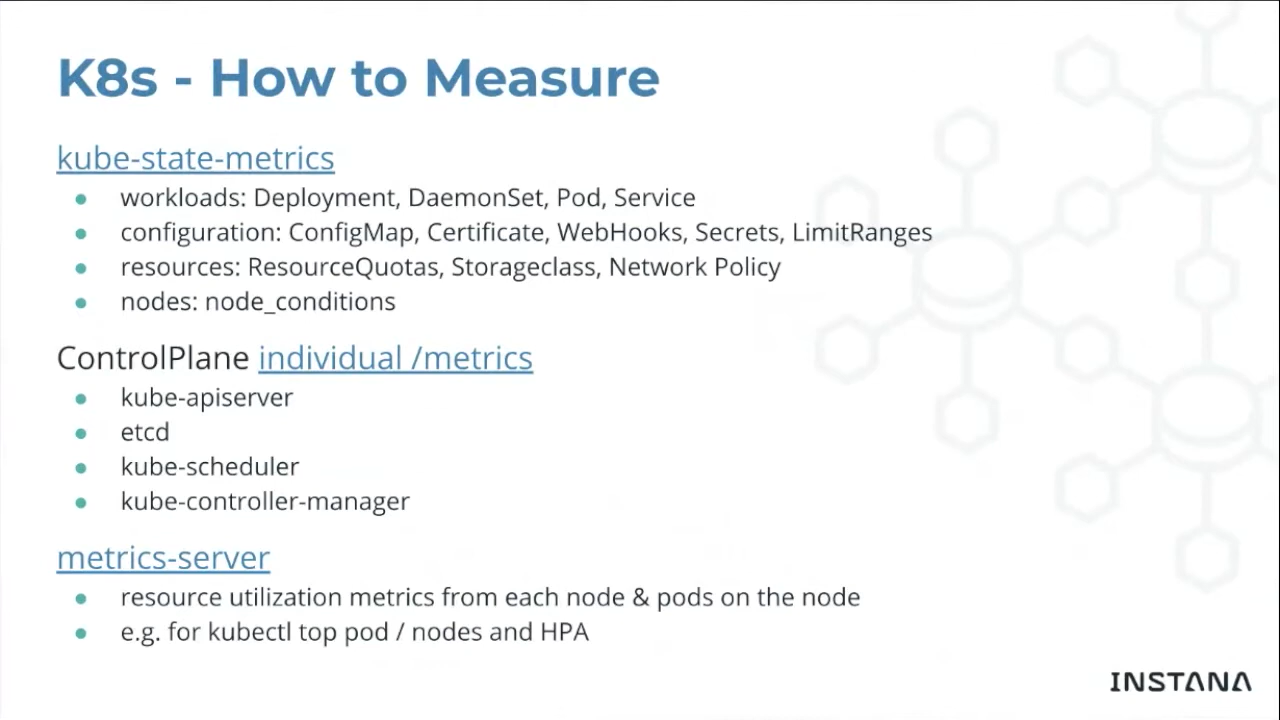 K8s - How to Measure
kube-state-metrics
● workloads: Deployment, DaemonSet, Pod, Service
● configuration: ConfigMap, Certificate, WebHooks, Secrets, LimitRanges
● resources: ResourceQuotas, Storageclass, Network Policy
● nodes: node_conditions
ControlPlane individual /metrics
● kube-apiserver
● etcd
● kube-scheduler
● kube-controller-manager
metrics-server
● resource utilization metrics from each node & pods on the node
● e.g. for kubectl top pod / nodes and HPA
INSTANA